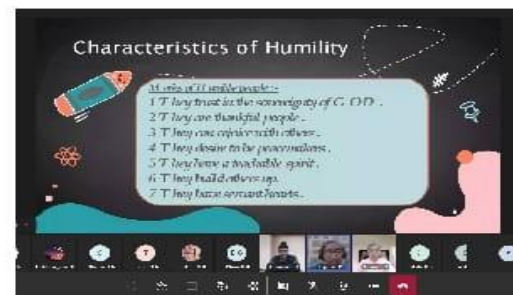 Characteristics of Humility
Marks of Humble people :-
1 They trust in the sovereignty of G O D .
2 They are thankful people .
3 They can rejoice with others .
4 They desire to be peacemakers .
5 They have a teachable spirit .
6 They build others up.
7 They have servant hearts .